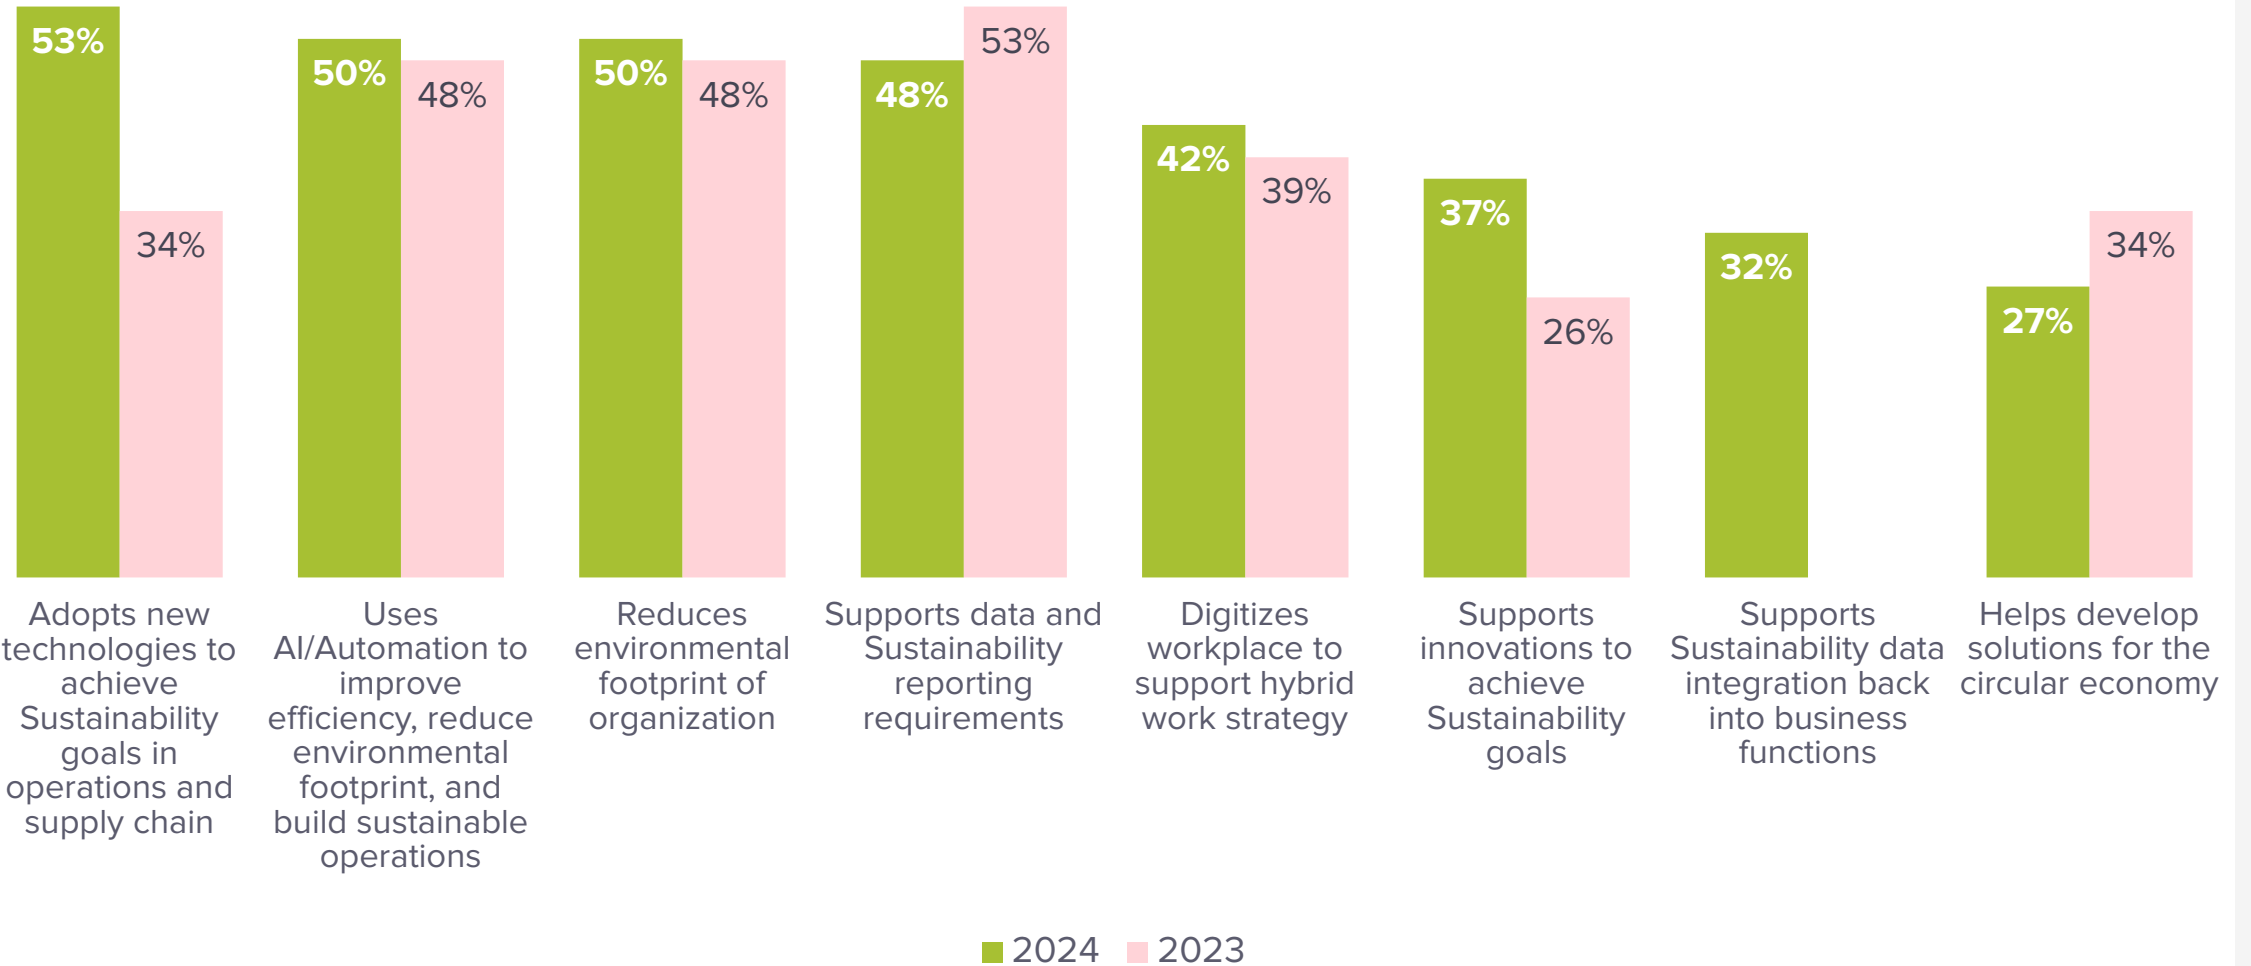 53%
34%
50%
48%
50%
48%
48%
53%
42%
39%
37%
26%
32%
27%
34%
Adopts new
technologies to
achieve
Sustainability
goals in
operations and
supply chain
Uses
AI/Automation to
improve
efficiency, reduce
environmental
footprint, and
build sustainable
operations
Reduces
environmental
footprint of
organization
Supports data and
Sustainability
reporting
requirements
Digitizes
workplace to
support hybrid
work strategy
Supports
innovations to
achieve
Sustainability
goals
Supports
Sustainability data
integration back
into business
functions
Helps develop
solutions for the
circular economy
2024
2023